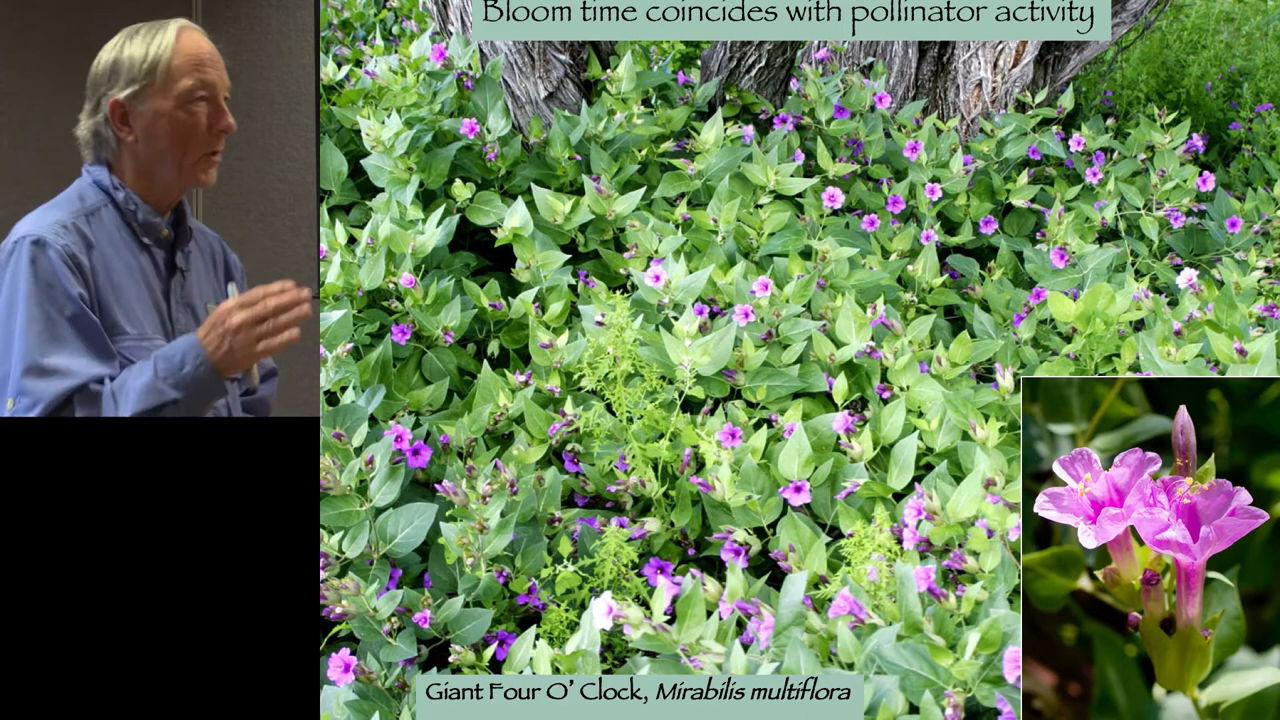 Bloom time coincides with pollinator activity
Giant Four O' Clock, Mirabilis multiflora